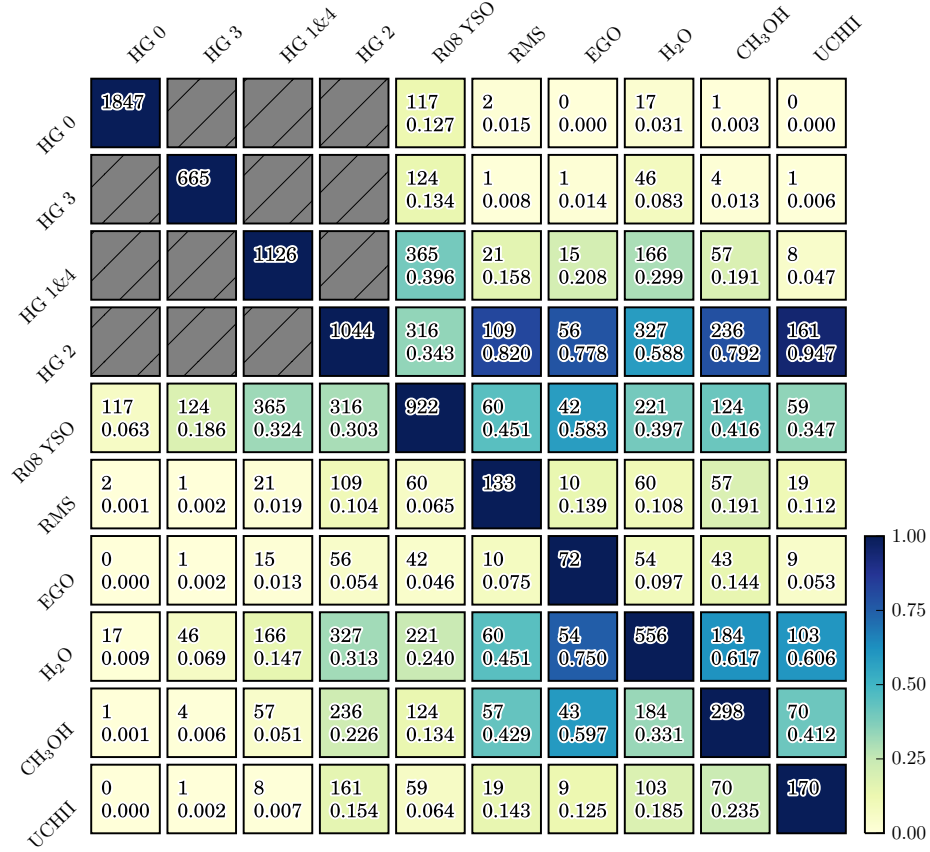 HG 0 HG 3 HG 1&4 HG 2 R08 YSO RMS EGO H₂O CH₃OH UCHII
HG 0 1847 117 2 0 17 1 0
0.127 0.015 0.000 0.031 0.003 0.000
HG 3 665 124 1 1 46 4 1
0.134 0.008 0.014 0.083 0.013 0.006
HG 1&4 1126 365 21 15 166 57 8
0.396 0.158 0.208 0.299 0.191 0.047
HG 2 1044 316 109 56 327 236 161
0.343 0.820 0.778 0.588 0.792 0.947
R08 YSO 117 124 365 316 922 60 42 221 124 59
0.063 0.186 0.324 0.303 0.451 0.583 0.397 0.416 0.347
RMS 2 1 21 109 60 133 10 60 57 19
0.001 0.002 0.019 0.104 0.065 0.139 0.108 0.191 0.112
EGO 0 1 15 56 42 10 72 54 43 9
0.000 0.002 0.013 0.054 0.046 0.075 0.097 0.144 0.053
H₂O 17 46 166 327 221 60 54 556 184 103
0.009 0.069 0.147 0.313 0.240 0.451 0.750 0.617 0.606
CH₃OH 1 4 57 236 124 57 43 184 298 70
0.001 0.006 0.051 0.226 0.134 0.429 0.597 0.331 0.412
UCHII 0 1 8 161 59 19 9 103 70 170
0.000 0.002 0.007 0.154 0.064 0.143 0.125 0.185 0.235
1.00
0.75
0.50
0.25
0.00